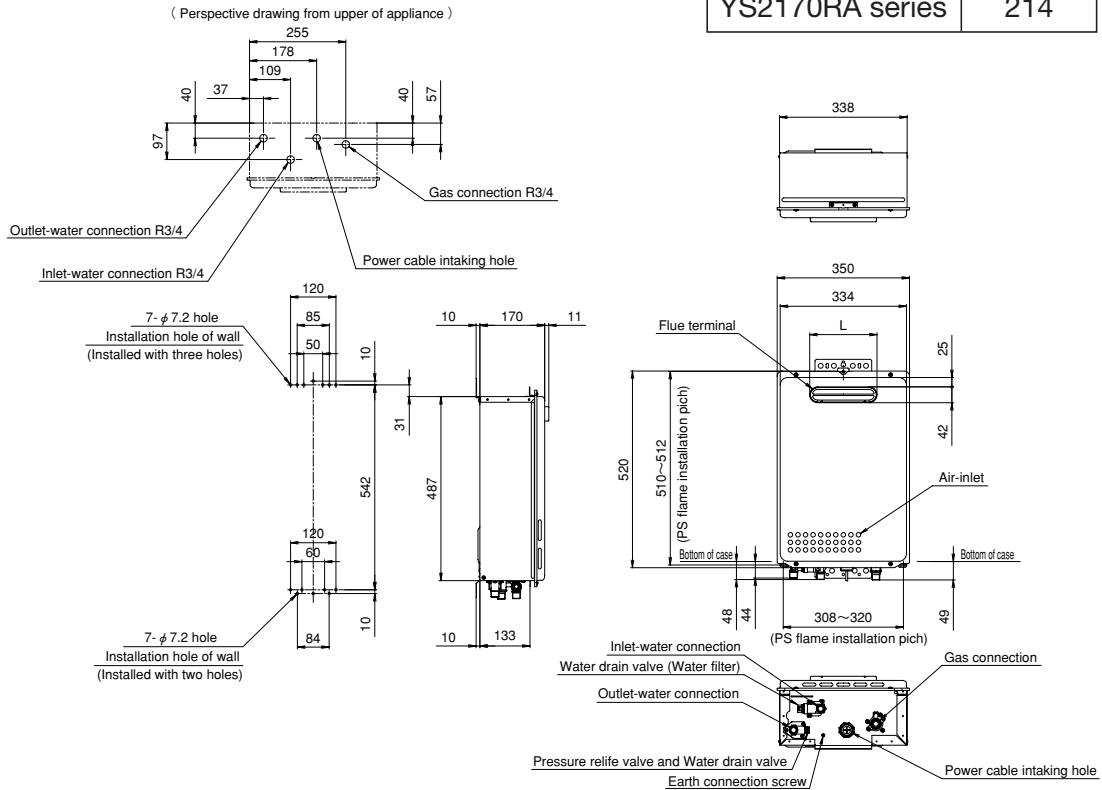 ( Perspective drawing from upper of appliance )
YS2170RA series 214
255
178
109
37
40
97
40
57
Gas connection R3/4
Outlet-water connection R3/4
Power cable intaking hole
Inlet-water connection R3/4
338
120
7- φ 7.2 hole
85
Installation hole of wall
(Installed with three holes)
50
10
31
542
120
60
7- φ 7.2 hole
84
10
Installation hole of wall
(Installed with two holes)
10 170 11
487
10 133
350
334
Flue terminal
L
25
42
520
510～512
(PS flame installation pich)
Air-inlet
Bottom of case
Bottom of case
48
44
308～320
49
(PS flame installation pich)
Inlet-water connection
Gas connection
Water drain valve (Water filter)
Outlet-water connection
Pressure relife valve and Water drain valve
Power cable intaking hole
Earth connection screw